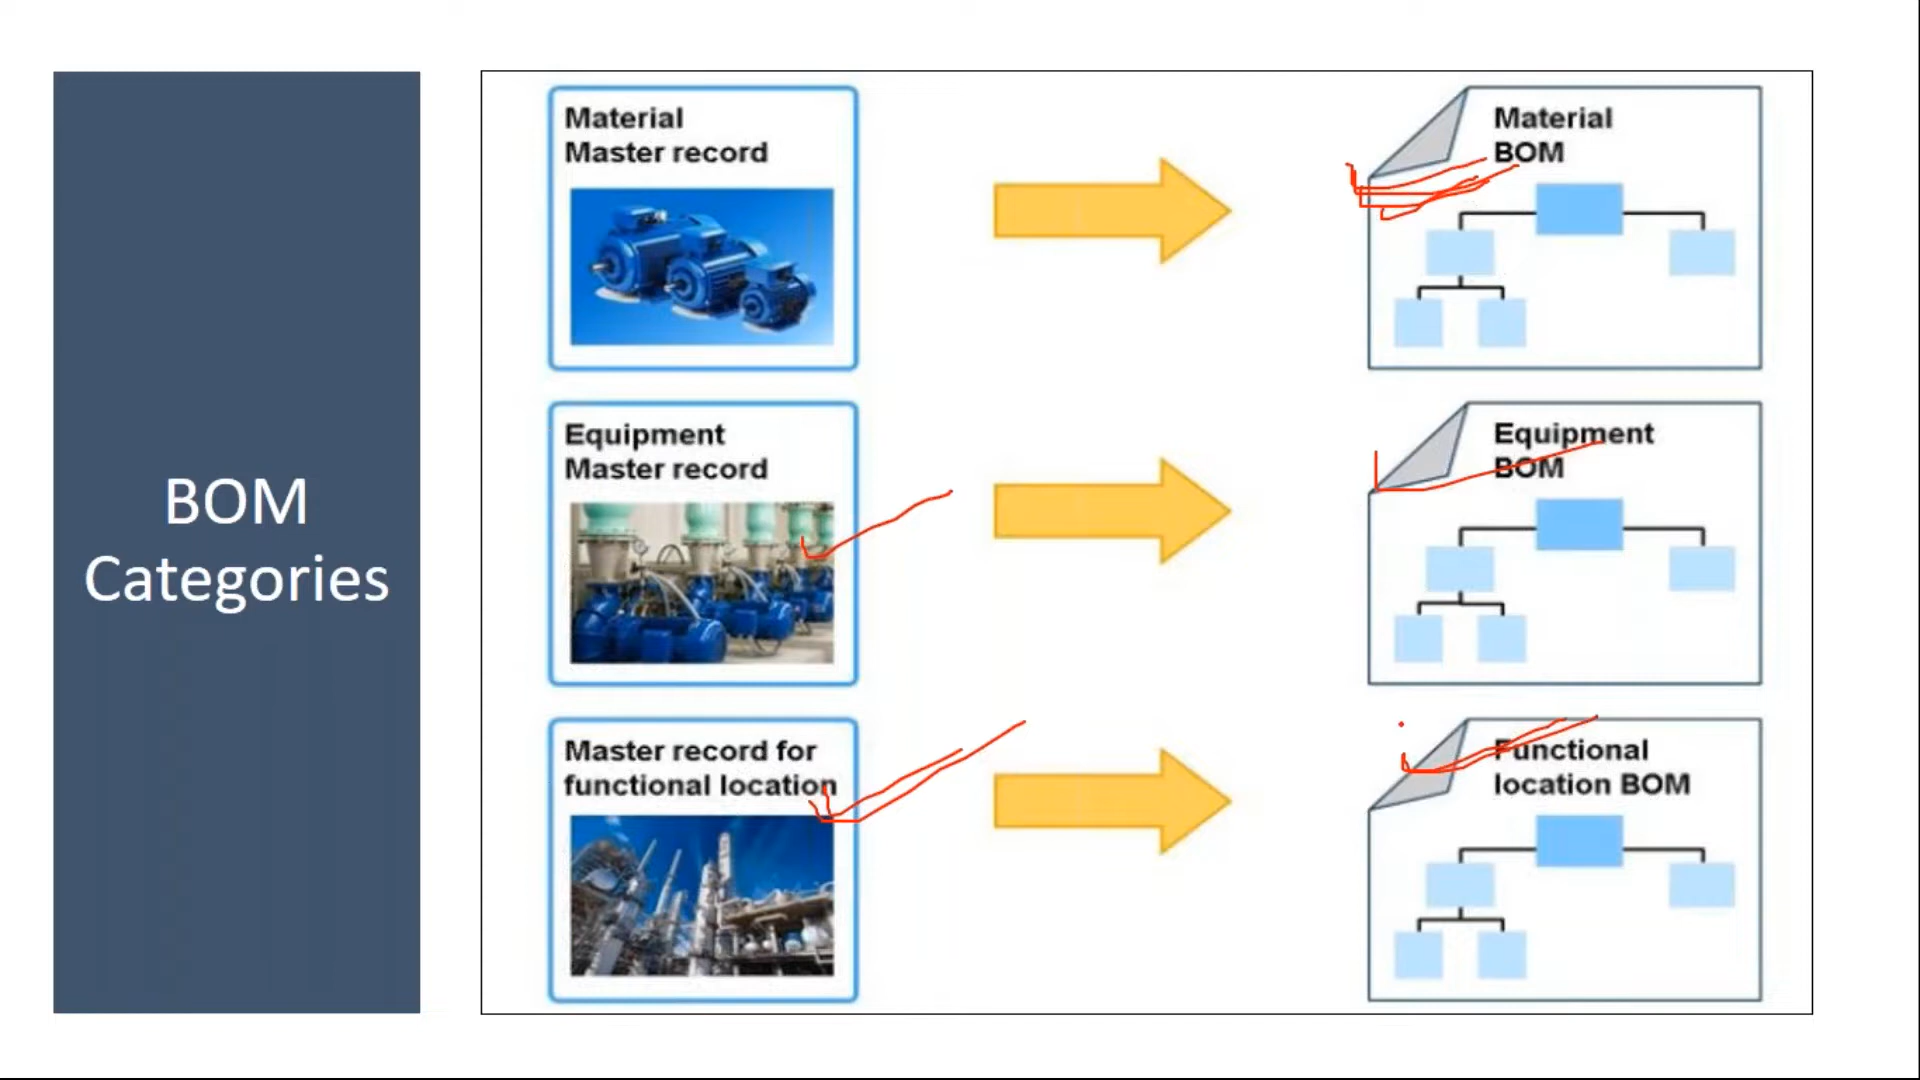 BOM
Categories
Material
Master record
Material
BOM
Equipment
Master record
Equipment
BOM
Master record for
functional location
Functional
location BOM